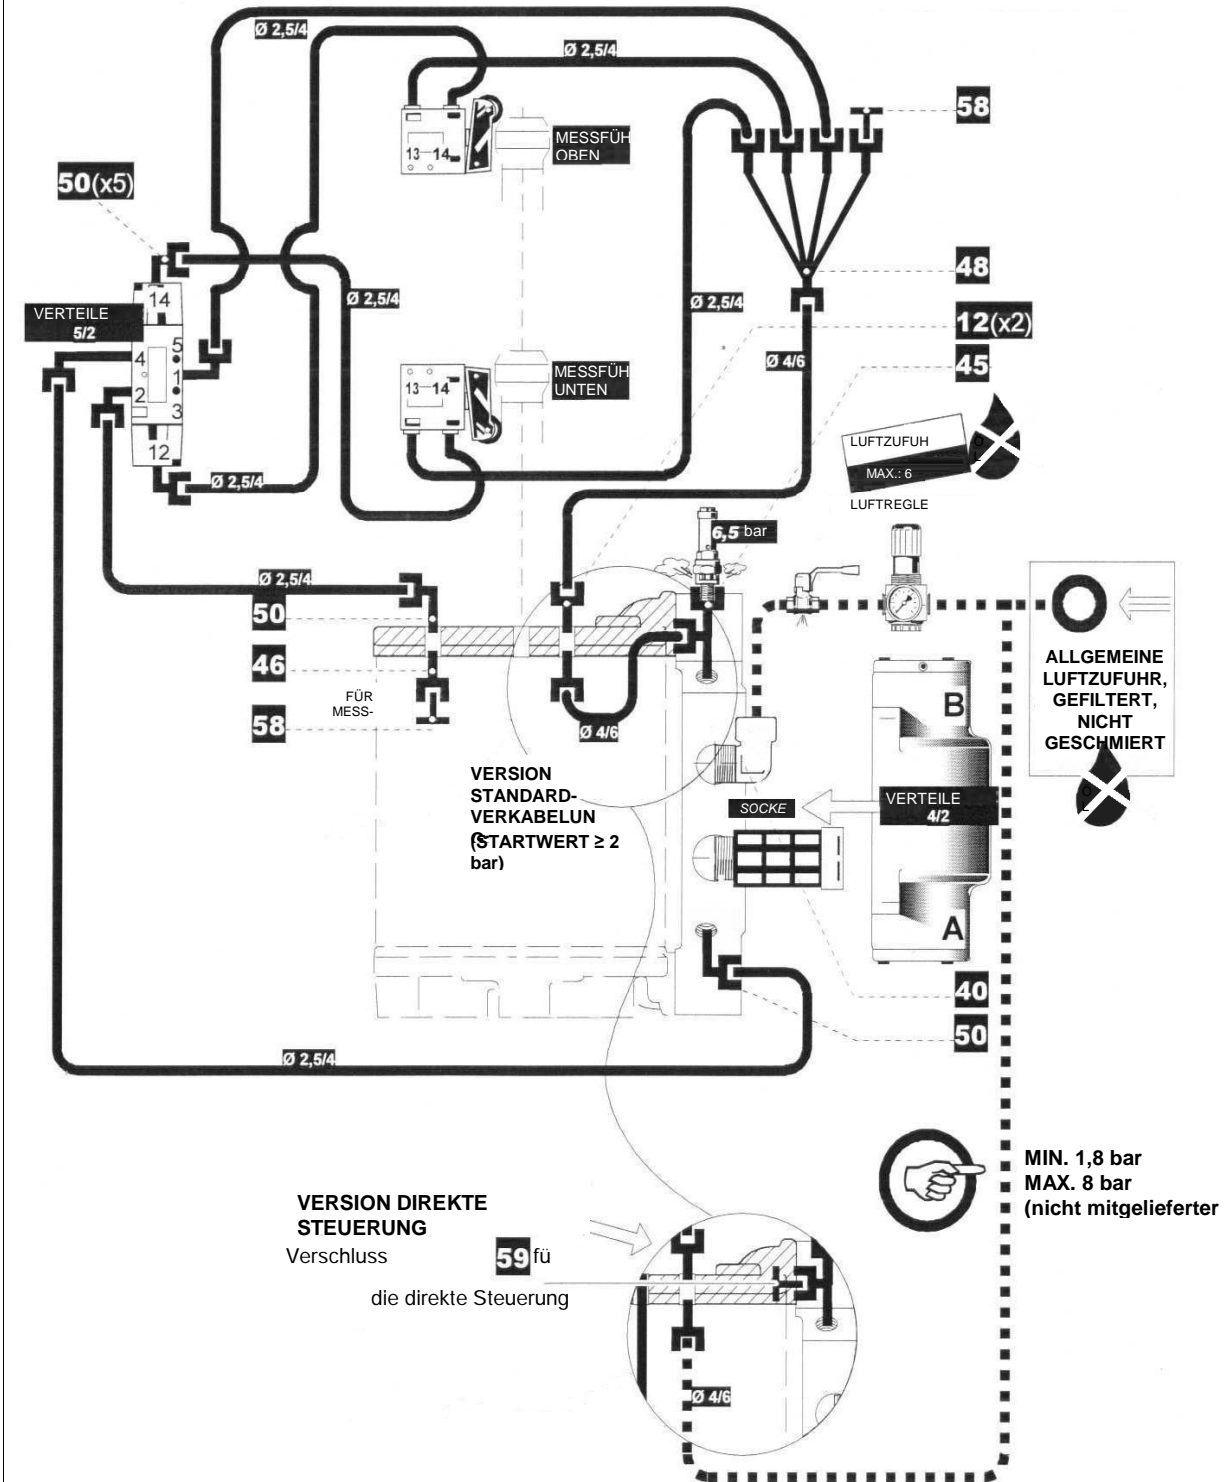 Ø 2,5/4
Ø 2,5/4
58
MESSFÜH
OBEN
13 14
50(x5)
48
14
Ø 2,5/4
Ø 2,5/4
VERTEILE
5/2
12(x2)
5
4
1
2
3
12
Ø 4/6
45
MESSFÜH
UNTEN
13 14
LUFTZUFUH
MAX.: 6
LUFTREGLE
Ø 2,5/4
6,5 bar
Ø 2,5/4
50
46
FÜR
MESS-
58
Ø 4/6
ALLGEMEINE
LUFTZUFUHR,
GEFILTERT,
NICHT
GESCHMIERT
B
VERSION
STANDARD-
VERKABELUN
(STARTWERT ≥ 2
bar)
SOCKE
VERTEILE
4/2
A
40
50
Ø 2,5/4
MIN. 1,8 bar
MAX. 8 bar
(nicht mitgelieferter
VERSION DIREKTE
STEUERUNG
Verschluss 59 fü
die direkte Steuerung
Ø 4/6